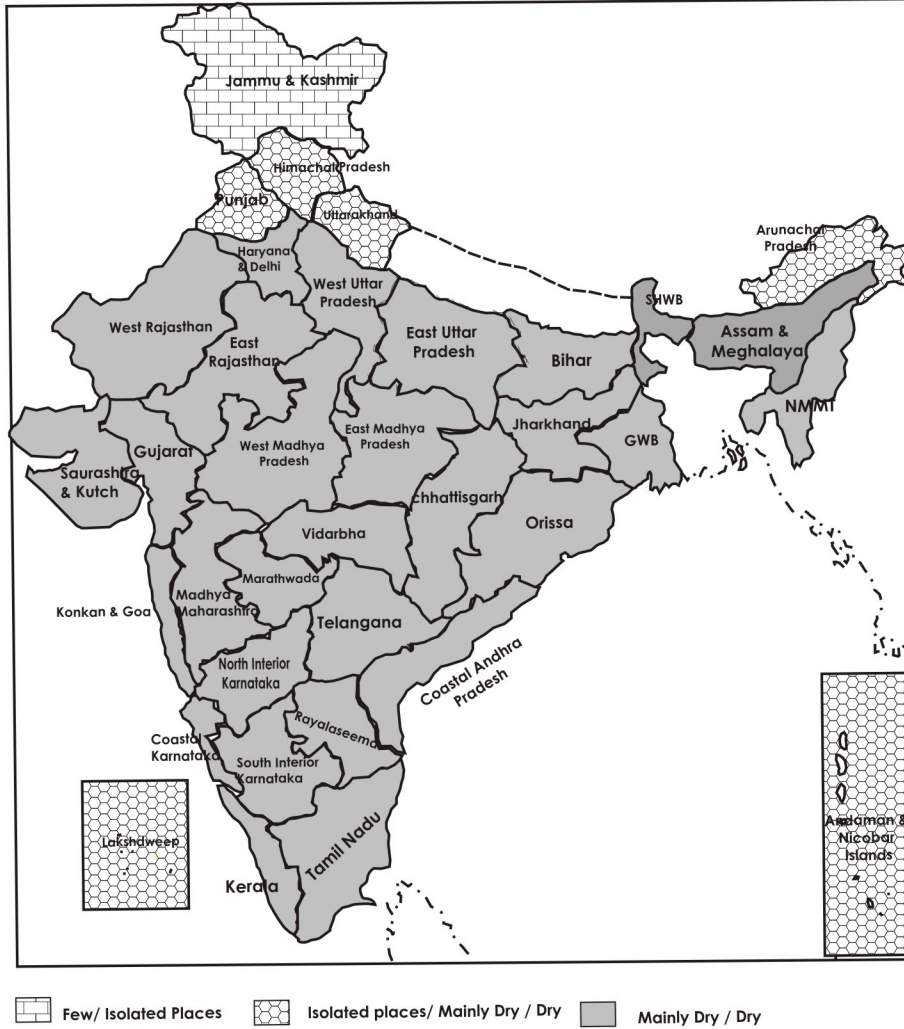 Jammu & Kashmir
Himachal Pradesh
Punjab
Uttarakhand
Arunachal
Pradesh
Haryana
& Delhi
West Uttar
Pradesh
SHWB
West Rajasthan
East
Rajasthan
East Uttar
Pradesh
Bihar
Assam &
Meghalaya
NMMT
Gujarat
West Madhya
Pradesh
East Madhya
Pradesh
Jharkhand
GWB
Saurashtra
& Kutch
chhattisgarh
Orissa
Vidarbha
Marathwada
Madhya
Maharashtra
Konkan & Goa
Telangana
North Interior
Karnataka
Coastal Andhra
Pradesh
Rayalaseema
Coastal
Karnataka
South Interior
Karnataka
Lakshdweep
Tamil Nadu
Kerala
Andaman &
Nicobar
Islands
Few/ Isolated Places
Isolated places/ Mainly Dry / Dry
Mainly Dry / Dry